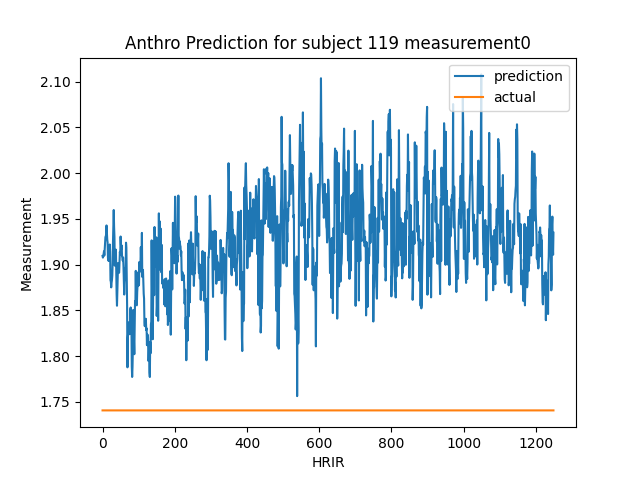 Anthro Prediction for subject 119 measurement0
prediction
actual
2.10
2.05
2.00
1.95
1.90
1.85
1.80
1.75
Measurement
0 200 400 600 800 1000 1200
HRIR